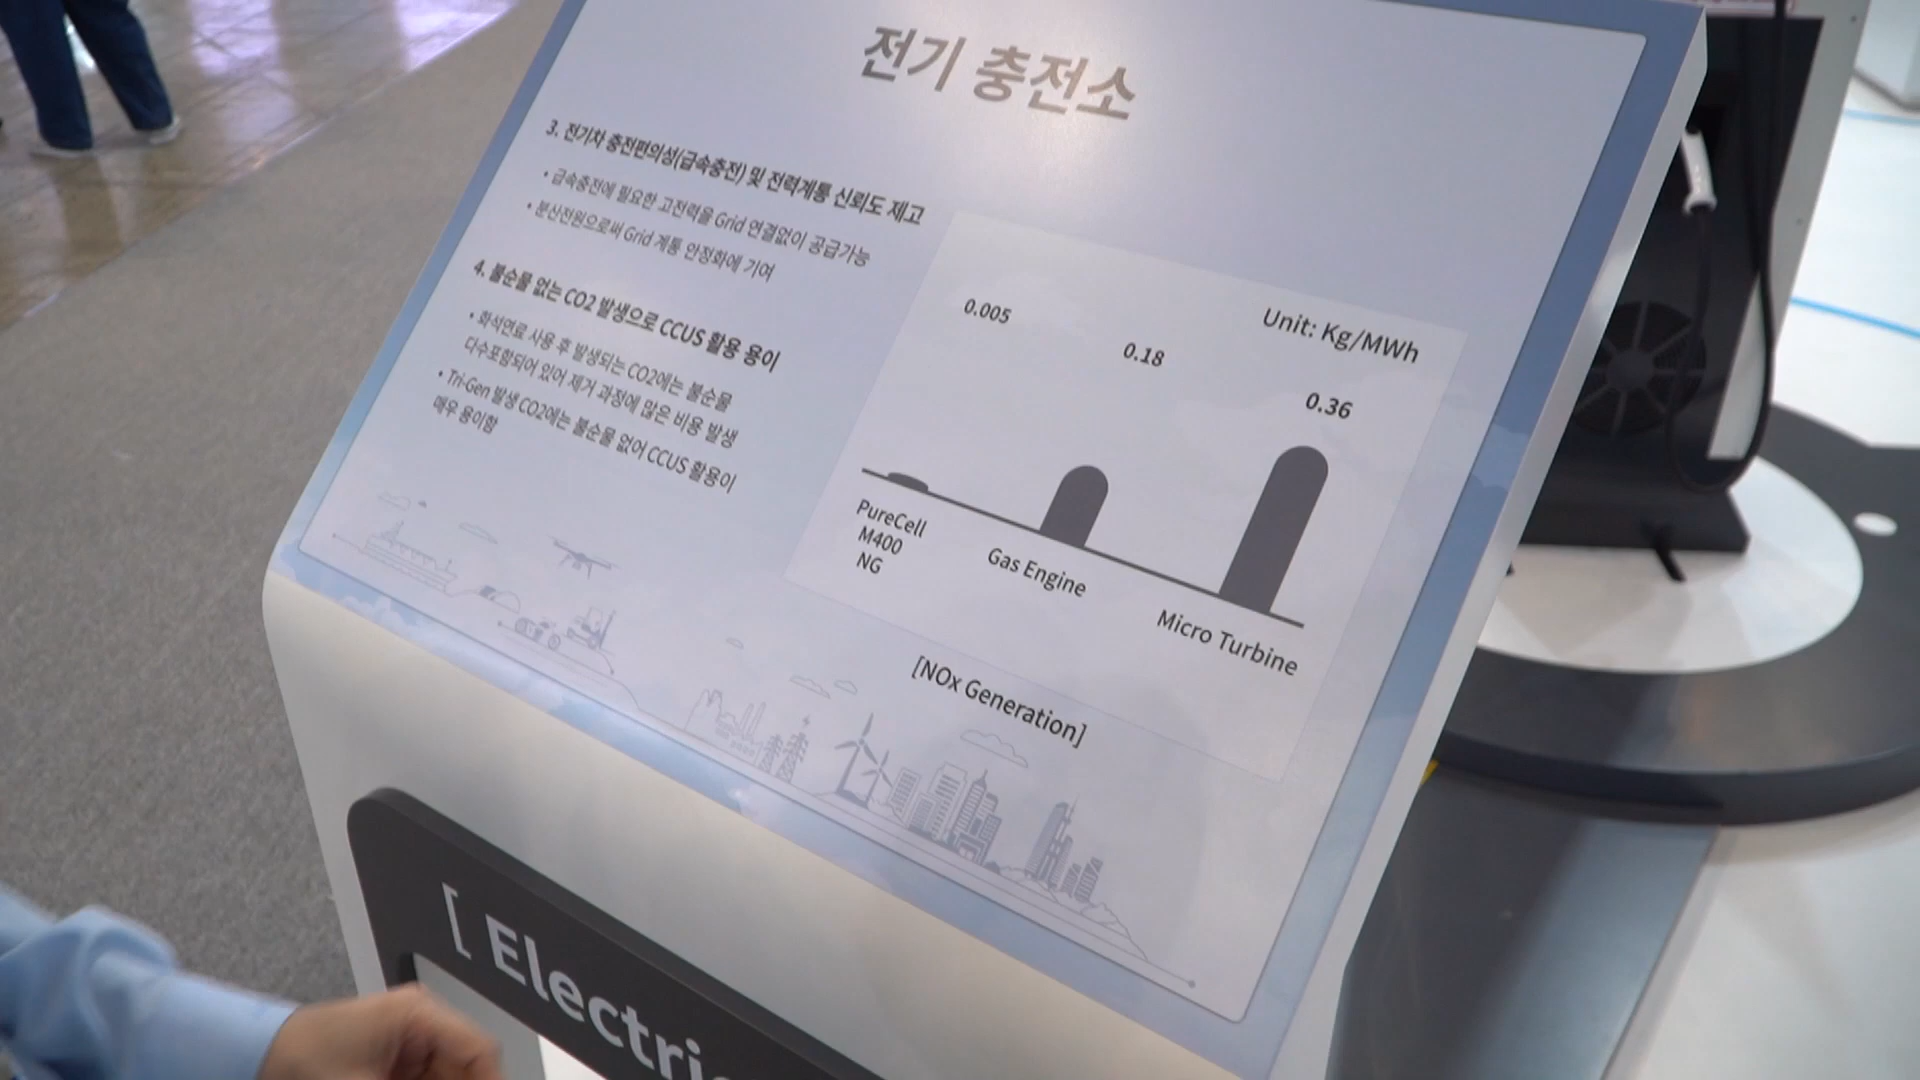 전기 충전소
3. 전기차 충전편의성(급속충전) 및 전력계통 신뢰도 제고
• 급속충전에 필요한 고전력을 Grid 연결없이 공급가능
• 분산전원으로써 Grid 계통 안정화에 기여
4. 불순물 없는 CO2 발생으로 CCUS 활용 용이
• 화석연료 사용 후 발생되는 CO2에는 불순물
다수포함되어 있어 제거 과정에 많은 비용 발생
• Tri-Gen 발생 CO2에는 불순물 없어 CCUS 활용이
매우 용이함
Unit: Kg/MWh
0.005
0.18
0.36
PureCell
M400
NG
Gas Engine
Micro Turbine
[NOx Generation]
[ Electri